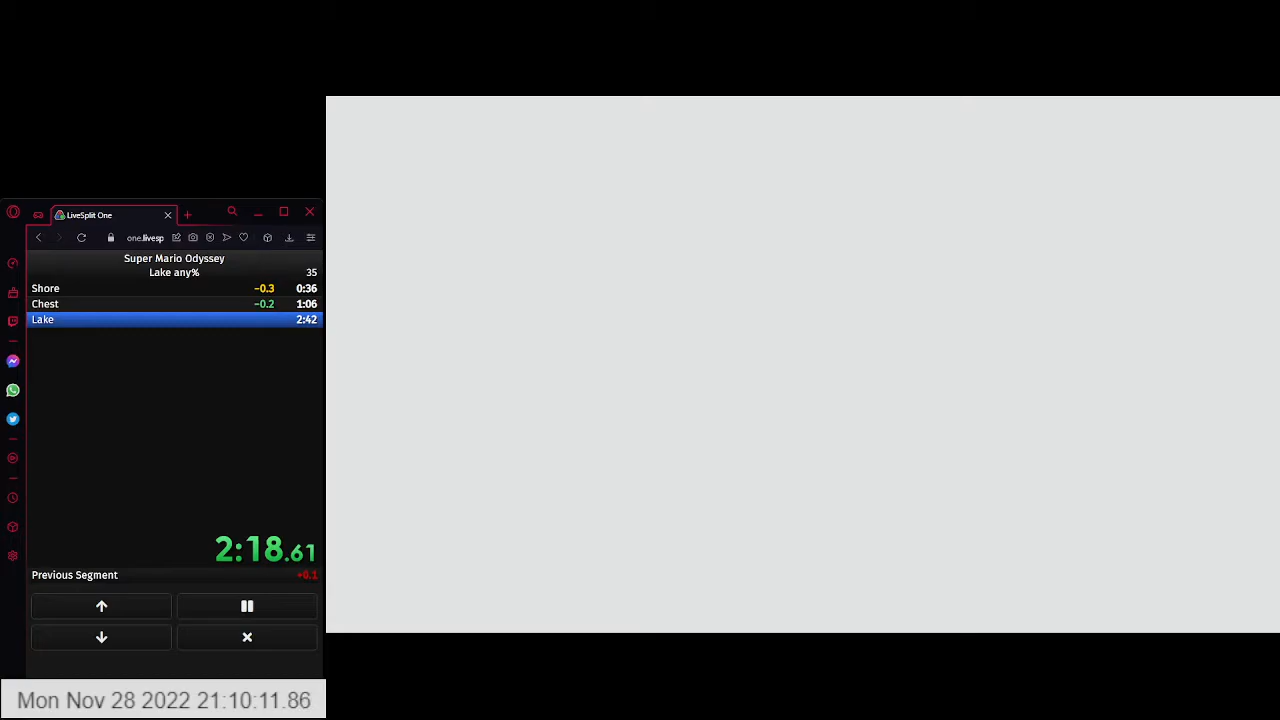 LiveSplit One
one.livesp
Super Mario Odyssey
Lake any% 35
Shore −0.3 0:36
Chest −0.2 1:06
Lake 2:42
2:18.61
Previous Segment +0.1
Mon Nov 28 2022 21:10:11.86